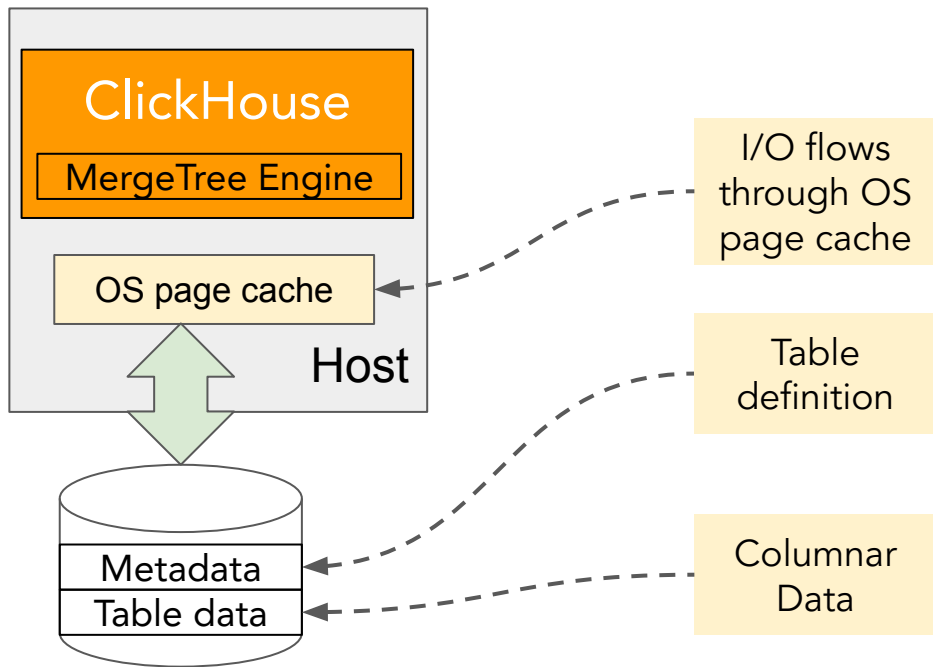 ClickHouse
MergeTree Engine
OS page cache
Host
Metadata
Table data
I/O flows
through OS
page cache
Table
definition
Columnar
Data